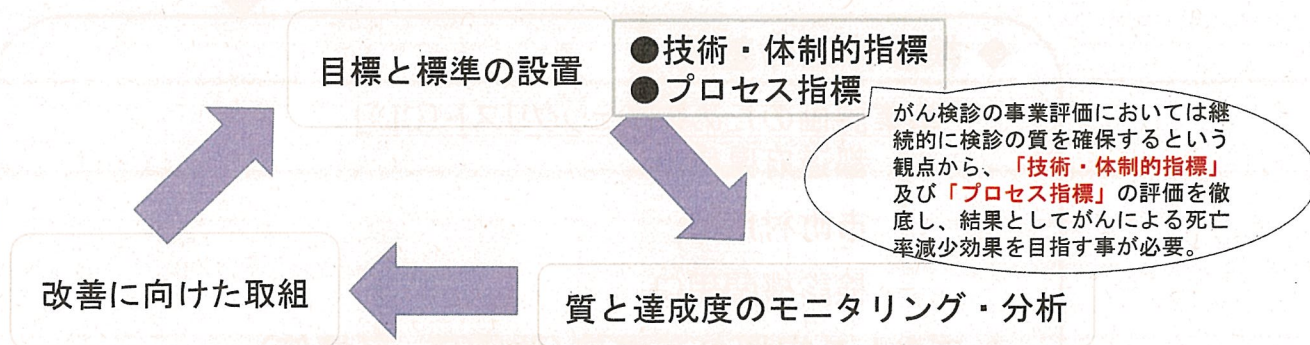 目標と標準の設置
●技術・体制的指標
●プロセス指標
がん検診の事業評価においては継
続的に検診の質を確保するという
観点から、「技術・体制的指標」
及び「プロセス指標」の評価を徹
底し、結果としてがんによる死亡
率減少効果を目指す事が必要。
改善に向けた取組
質と達成度のモニタリング・分析